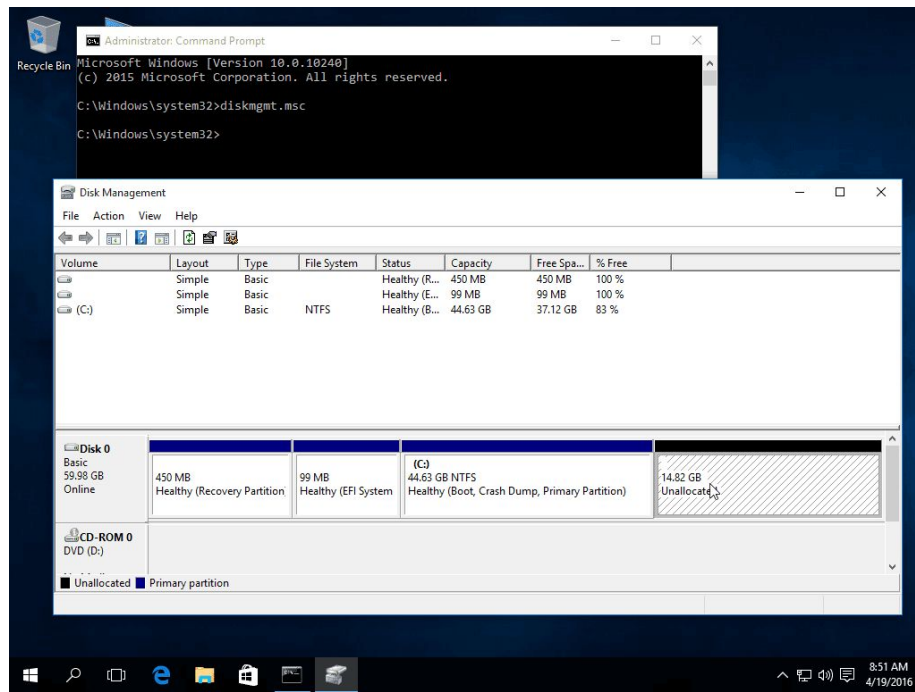 Recycle Bin
Administrator: Command Prompt
Microsoft Windows [Version 10.0.10240]
(c) 2015 Microsoft Corporation. All rights reserved.
C:\Windows\system32>diskmgmt.msc
C:\Windows\system32>
Disk Management
File Action View Help
Volume Layout Type File System Status Capacity Free Spa... % Free
Simple Basic Healthy (R... 450 MB 450 MB 100 %
Simple Basic Healthy (E... 99 MB 99 MB 100 %
(C:) Simple Basic NTFS Healthy (B... 44.63 GB 37.12 GB 83 %
Disk 0
Basic
59.98 GB
Online
450 MB
Healthy (Recovery Partition
99 MB
Healthy (EFI System
(C:)
44.63 GB NTFS
Healthy (Boot, Crash Dump, Primary Partition)
14.82 GB
Unallocated
CD-ROM 0
DVD (D:)
Unallocated Primary partition
8:51 AM
4/19/2016